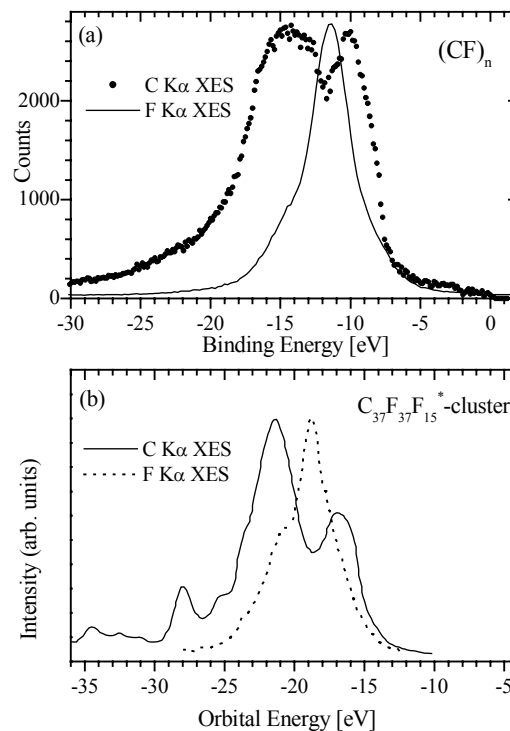 (a)
(CF)n
C Kα XES
F Kα XES
Counts
2000
1000
0
-30 -25 -20 -15 -10 -5 0
Binding Energy [eV]
(b)
C37F37F15*-cluster
C Kα XES
F Kα XES
Intensity (arb. units)
-35 -30 -25 -20 -15 -10 -5
Orbital Energy [eV]